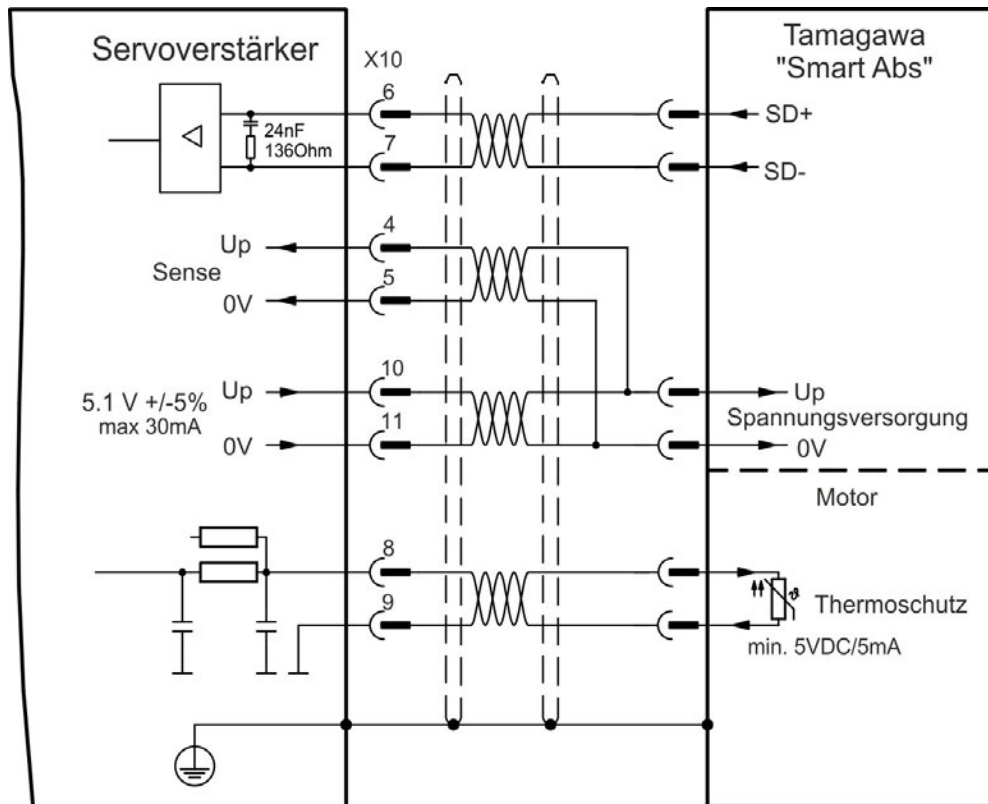 Servoverstärker
X10
Tamagawa
"Smart Abs"
6
SD+
24nF
136Ohm
7
SD-
Up
4
Sense
5
0V
5.1 V +/-5%
max 30mA
Up
10
Up
Spannungsversorgung
11
0V
0V
Motor
8
9
ϑ
Thermoschutz
min. 5VDC/5mA